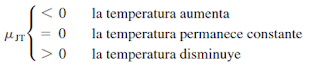 < 0 la temperatura aumenta
μJT = 0 la temperatura permanece constante
> 0 la temperatura disminuye